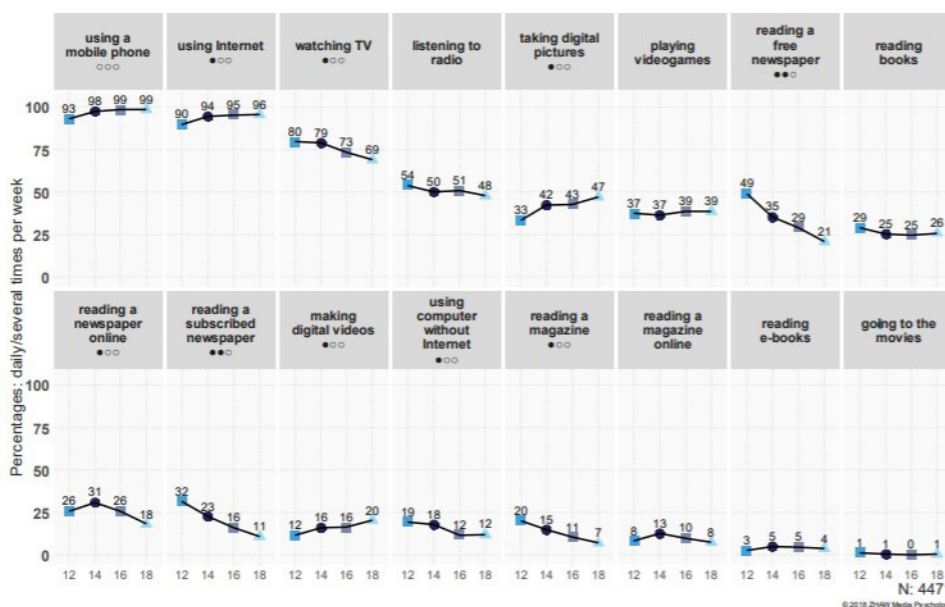 using a
mobile phone
○○○
using Internet
●○○
watching TV
●○○
listening to
radio
taking digital
pictures
●○○
playing
videogames
reading a
free
newspaper
●●○
reading
books
Percentages: daily/several times per week
100
75
50
25
0
93 98 99 99
90 94 95 96
80 79 73 69
54 50 51 48
33 42 43 47
37 37 39 39
49 35 29 21
29 25 25 26
reading a
newspaper
online
●○○
reading a
subscribed
newspaper
●●○
making
digital videos
●○○
using
computer
without
Internet
●○○
reading a
magazine
●○○
reading a
magazine
online
reading
e-books
going to the
movies
100
75
50
25
0
26 31 26 18
32 23 16 11
12 16 16 20
19 18 12 12
20 15 11 7
8 13 10 8
3 5 5 4
1 1 0 1
12 14 16 18 12 14 16 18 12 14 16 18 12 14 16 18 12 14 16 18 12 14 16 18 12 14 16 18 12 14 16 18
N: 447
© 2018 ZHAW Media